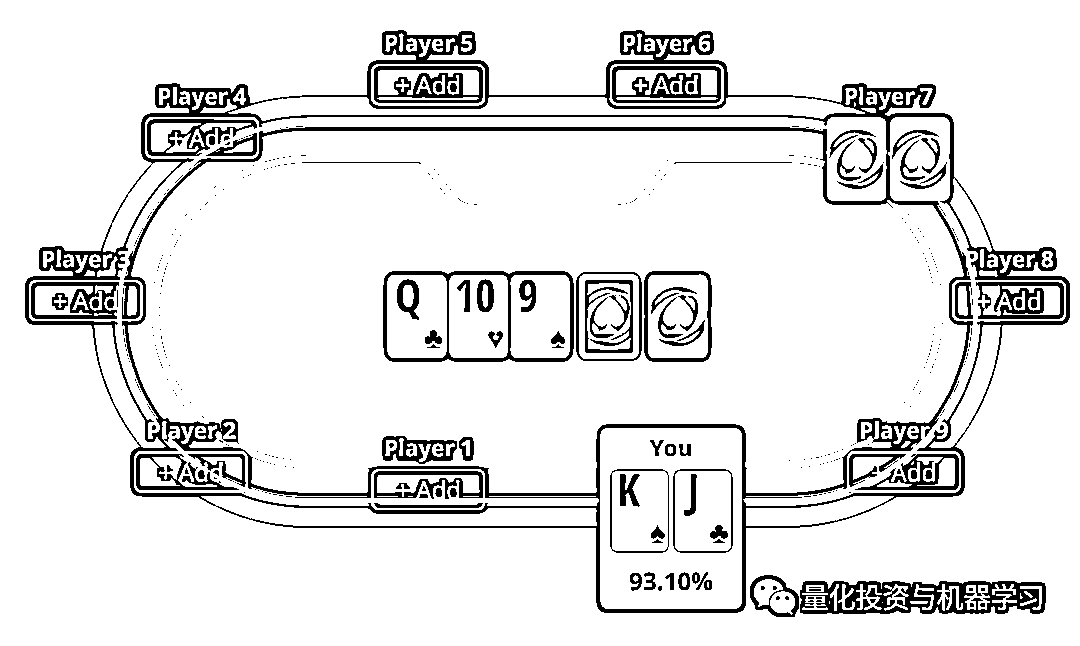 Player 5
+ Add
Player 6
+ Add
Player 4
+ Add
Player 7
Player 3
+ Add
Q
10
9
Player 8
+ Add
Player 2
+ Add
Player 1
+ Add
You
K
J
93.10%
Player 9
+ Add
量化投资与机器学习